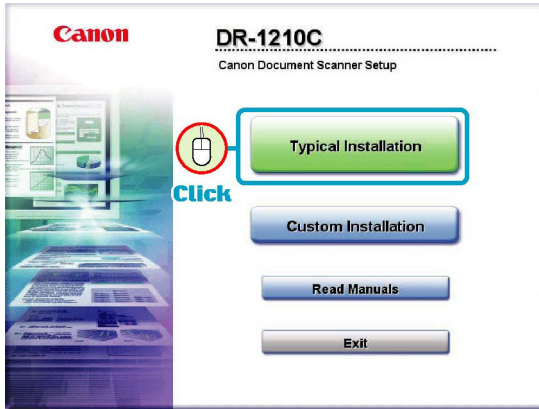 Canon
DR-1210C
Canon Document Scanner Setup
Typical Installation
Click
Custom Installation
Read Manuals
Exit